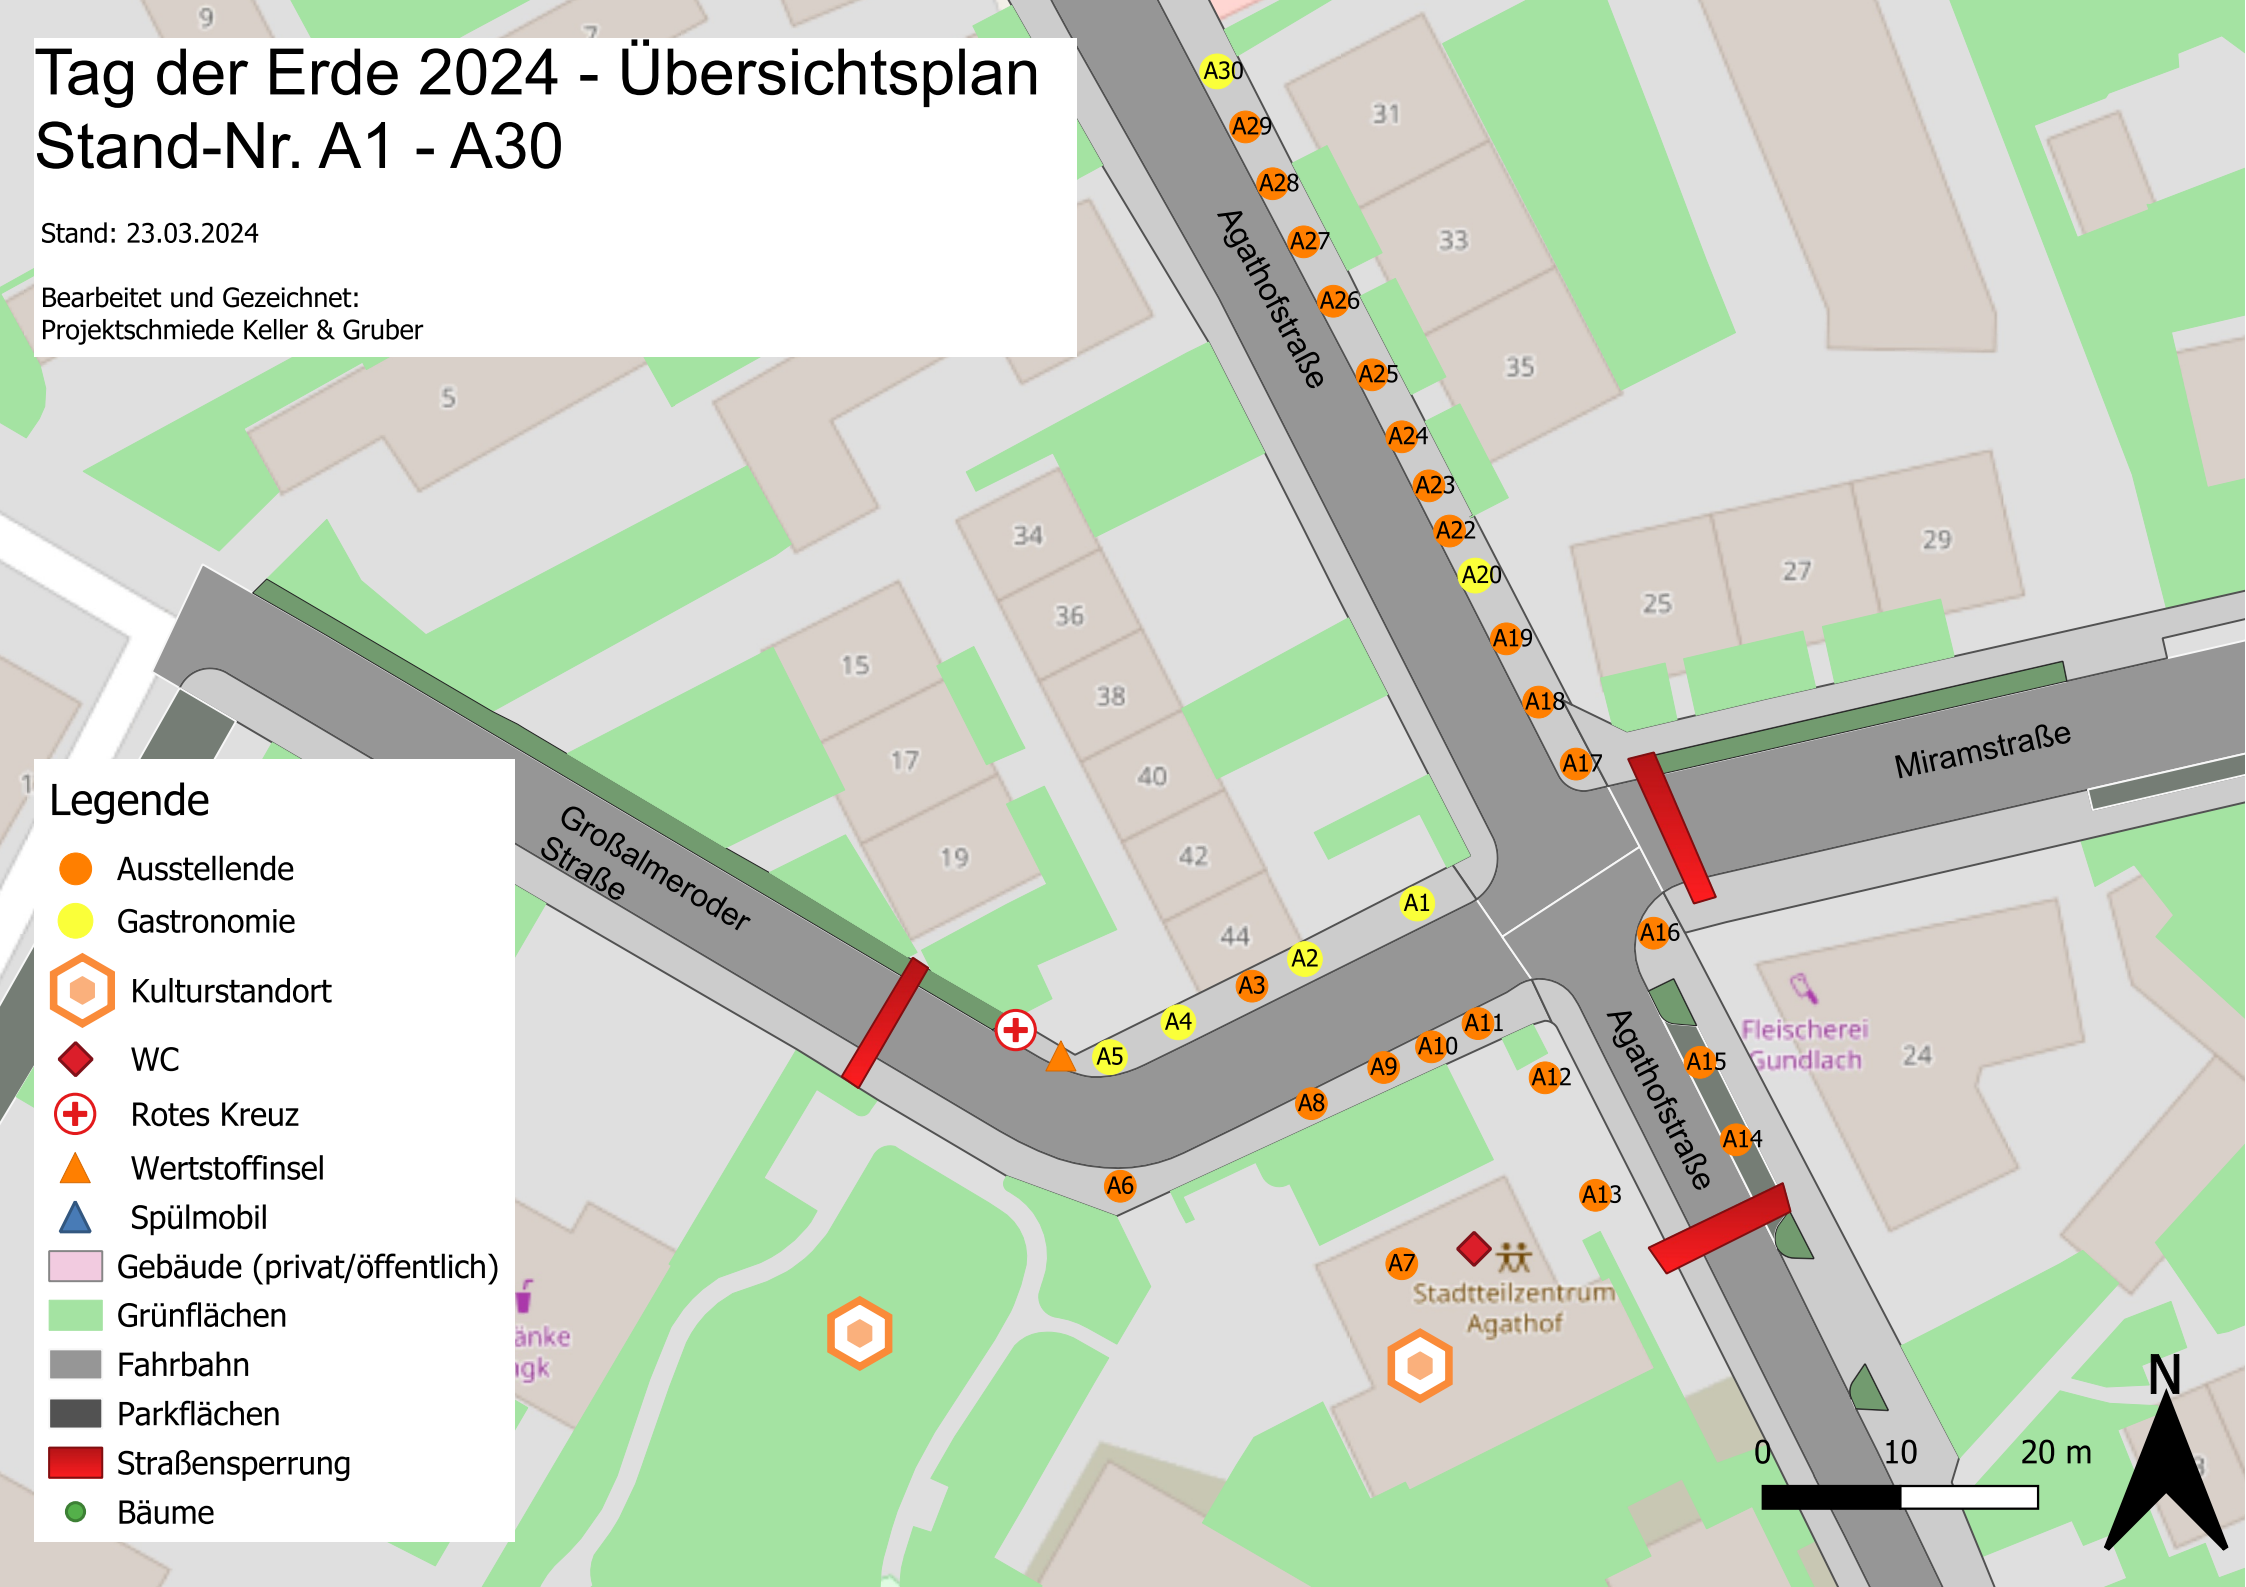 Tag der Erde 2024 - Übersichtsplan
Stand-Nr. A1 - A30
Stand: 23.03.2024
Bearbeitet und Gezeichnet:
Projektschmiede Keller & Gruber
9
7
5
A30
A29
A28
A27
A26
A25
A24
A23
A22
A20
A19
A18
A17
Agathofstraße
31
33
35
25
27
29
Miramstraße
34
36
38
40
42
44
15
17
19
Großalmeroder
Straße
A1
A2
A3
A4
A5
A6
A8
A9
A10
A11
A12
A13
A7
A16
A15
A14
Agathofstraße
Fleischerei
Gundlach
24
Stadtteilzentrum
Agathof
Legende
Ausstellende
Gastronomie
Kulturstandort
WC
Rotes Kreuz
Wertstoffinsel
Spülmobil
Gebäude (privat/öffentlich)
Grünflächen
Fahrbahn
Parkflächen
Straßensperrung
Bäume
0 10 20 m
N